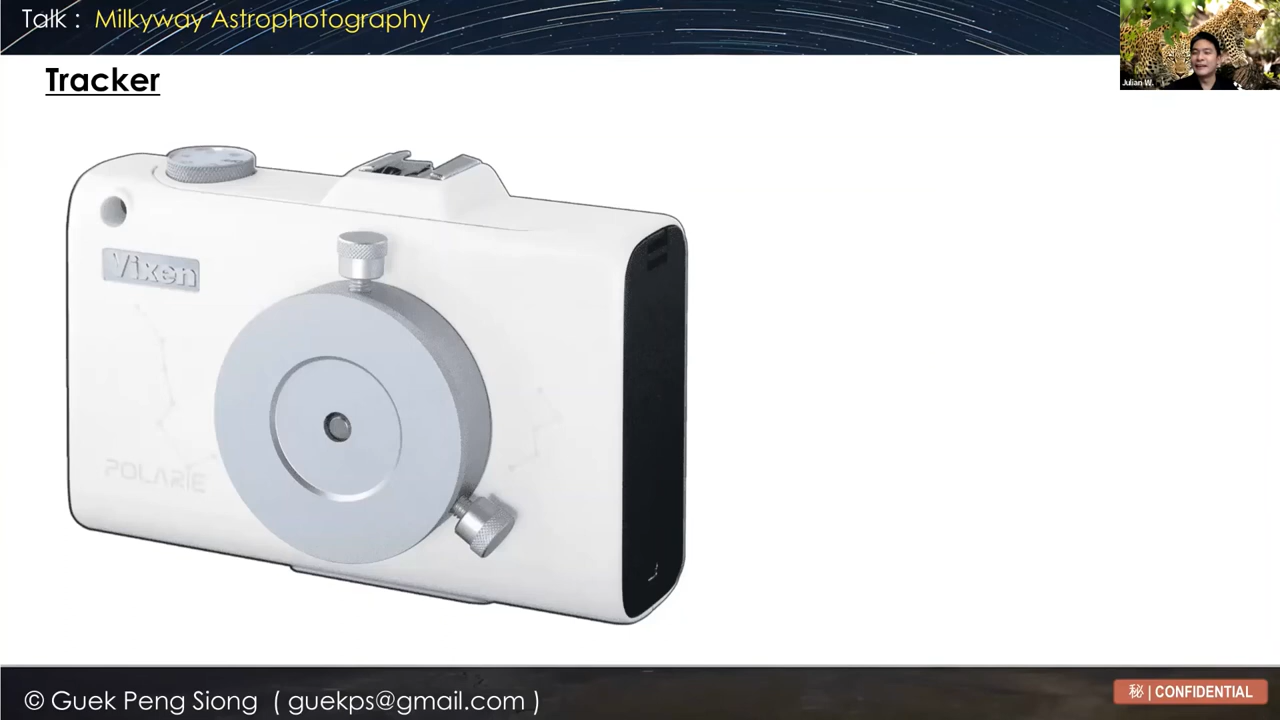 Talk : Milkyway Astrophotography
Julian W.
Tracker
Vixen
POLARIE
© Guek Peng Siong ( guekps@gmail.com )
秘 | CONFIDENTIAL